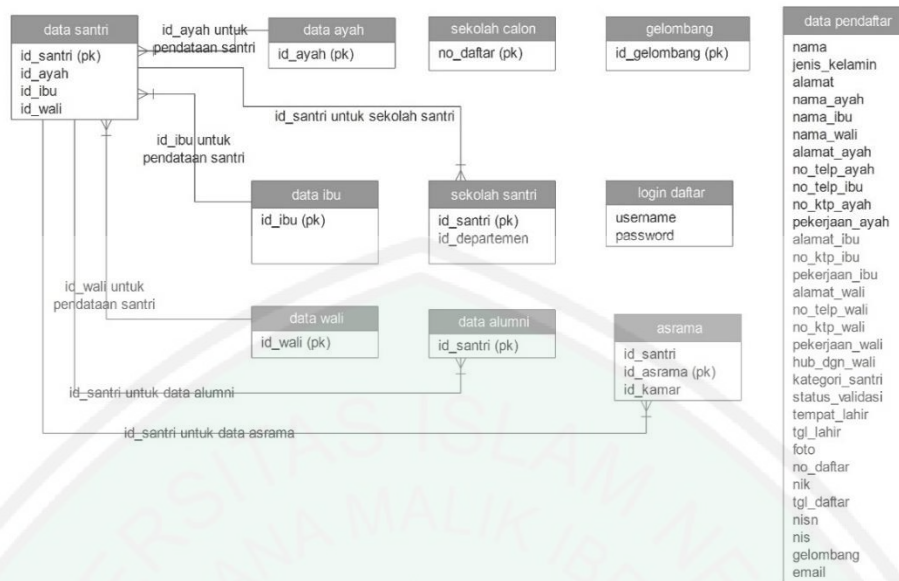 data santri
id_santri (pk)
id_ayah
id_ibu
id_wali
id_ayah untuk
pendataan santri
data ayah
id_ayah (pk)
sekolah calon
no_daftar (pk)
gelombang
id_gelombang (pk)
id_santri untuk sekolah santri
id_ibu untuk
pendataan santri
data ibu
id_ibu (pk)
sekolah santri
id_santri (pk)
id_departemen
login daftar
username
password
id_wali untuk
pendataan santri
data wali
id_wali (pk)
data alumni
id_santri (pk)
asrama
id_santri
id_asrama (pk)
id_kamar
id_santri untuk data alumni
id_santri untuk data asrama
data pendaftar
nama
jenis_kelamin
alamat
nama_ayah
nama_ibu
nama_wali
alamat_ayah
no_telp_ayah
no_telp_ibu
no_ktp_ayah
pekerjaan_ayah
alamat_ibu
no_ktp_ibu
pekerjaan_ibu
alamat_wali
no_telp_wali
no_ktp_wali
pekerjaan_wali
hub_dgn_wali
kategori_santri
status_validasi
tempat_lahir
tgl_lahir
foto
no_daftar
nik
tgl_daftar
nisn
nis
gelombang
email